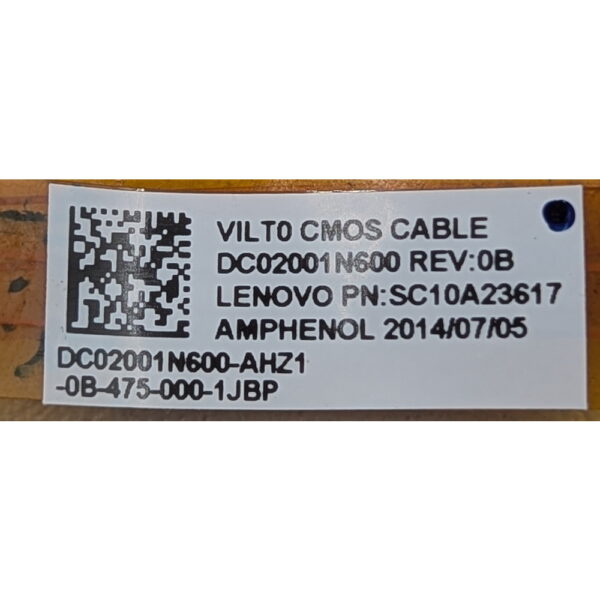 VILT0 CMOS CABLE
DC02001N600 REV:0B
LENOVO PN:SC10A23617
AMPHENOL 2014/07/05
DC02001N600-AHZ1
-0B-475-000-1JBP